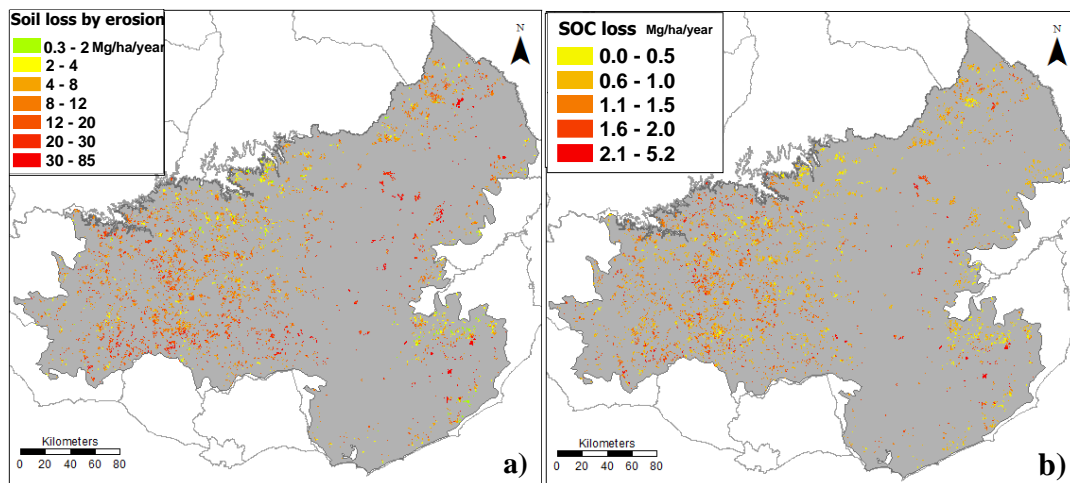 Soil loss by erosion
0.3 - 2 Mg/ha/year
2 - 4
4 - 8
8 - 12
12 - 20
20 - 30
30 - 85
N
Kilometers
0 20 40 80
a)
SOC loss Mg/ha/year
0.0 - 0.5
0.6 - 1.0
1.1 - 1.5
1.6 - 2.0
2.1 - 5.2
N
Kilometers
0 20 40 80
b)